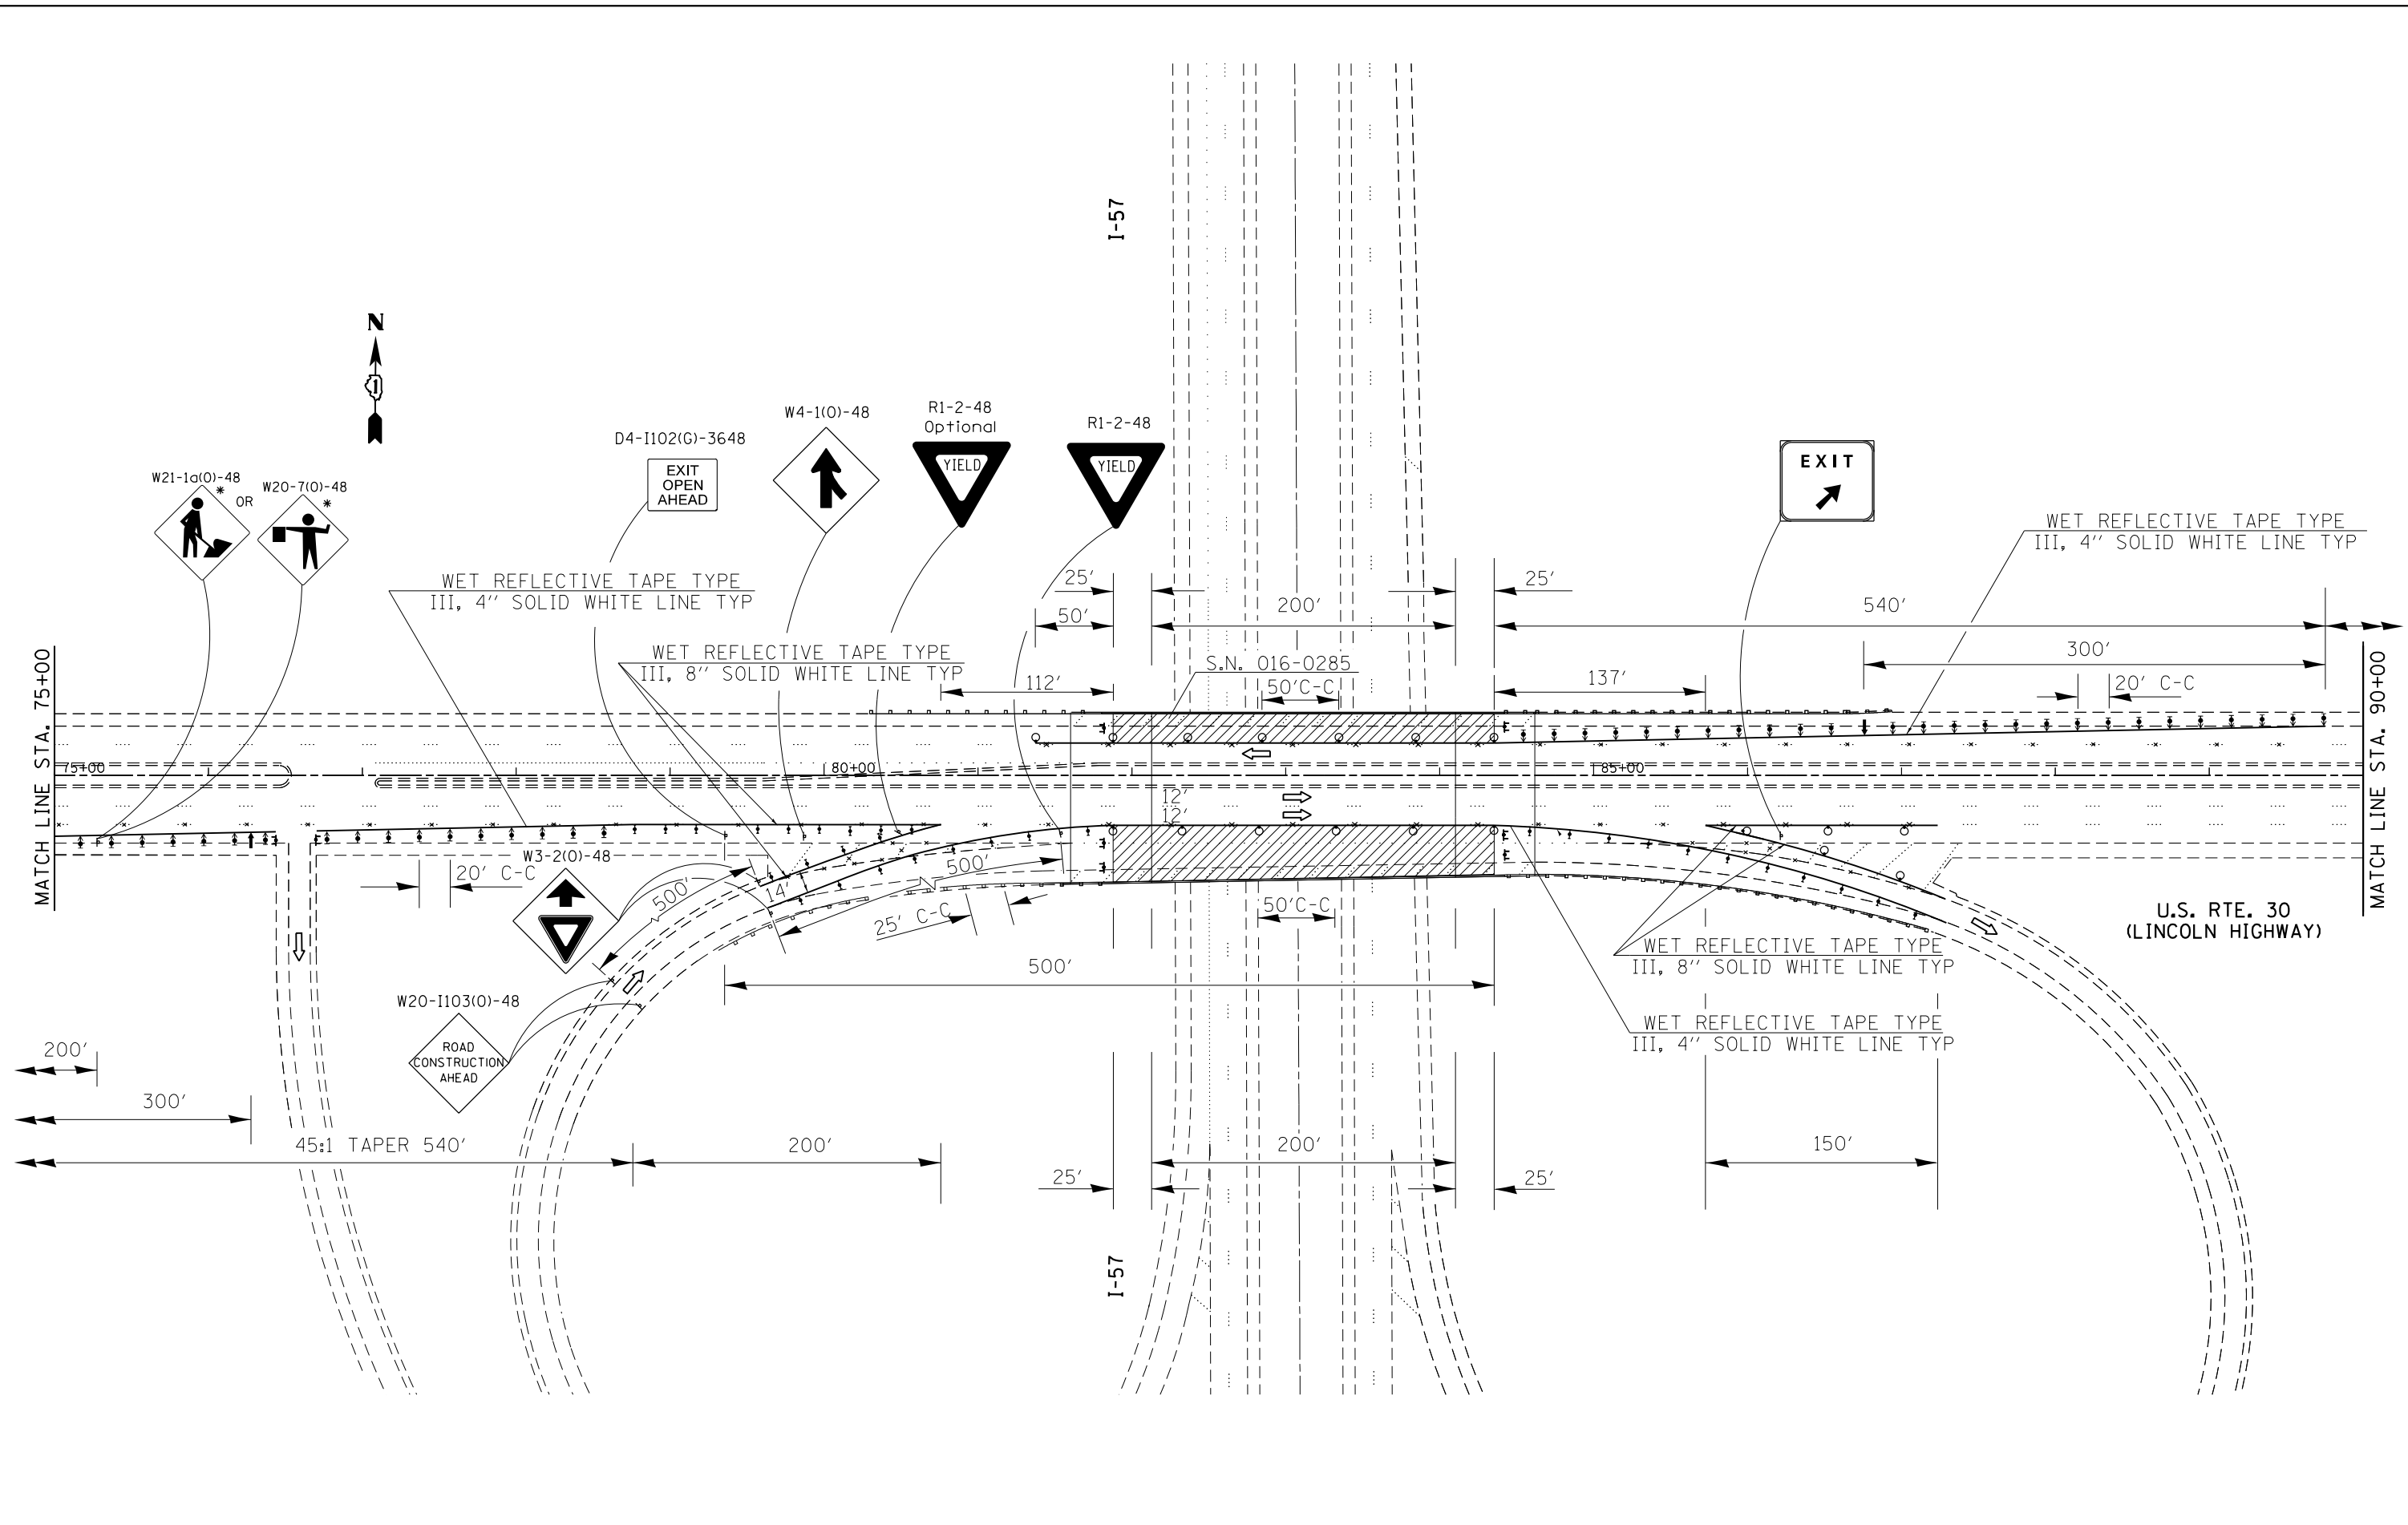 I-57
N
1
W21-1a(O)-48
*
OR
W20-7(O)-48
*
D4-I102(G)-3648
EXIT
OPEN
AHEAD
W4-1(O)-48
R1-2-48
Optional
YIELD
R1-2-48
YIELD
EXIT
WET REFLECTIVE TAPE TYPE
III, 4" SOLID WHITE LINE TYP
WET REFLECTIVE TAPE TYPE
III, 4" SOLID WHITE LINE TYP
WET REFLECTIVE TAPE TYPE
III, 8" SOLID WHITE LINE TYP
25'
25'
50'
200'
540'
S.N. 016-0285
300'
112'
50'C-C
137'
20' C-C
MATCH LINE STA. 75+00
MATCH LINE STA. 90+00
75+00
80+00
85+00
12'
12'
W3-2(O)-48
20' C-C
500'
14'
500'
25' C-C
50'C-C
500'
U.S. RTE. 30
(LINCOLN HIGHWAY)
WET REFLECTIVE TAPE TYPE
III, 8" SOLID WHITE LINE TYP
W20-I103(O)-48
ROAD
CONSTRUCTION
AHEAD
WET REFLECTIVE TAPE TYPE
III, 4" SOLID WHITE LINE TYP
200'
300'
45:1 TAPER 540'
200'
200'
150'
25'
25'
I-57